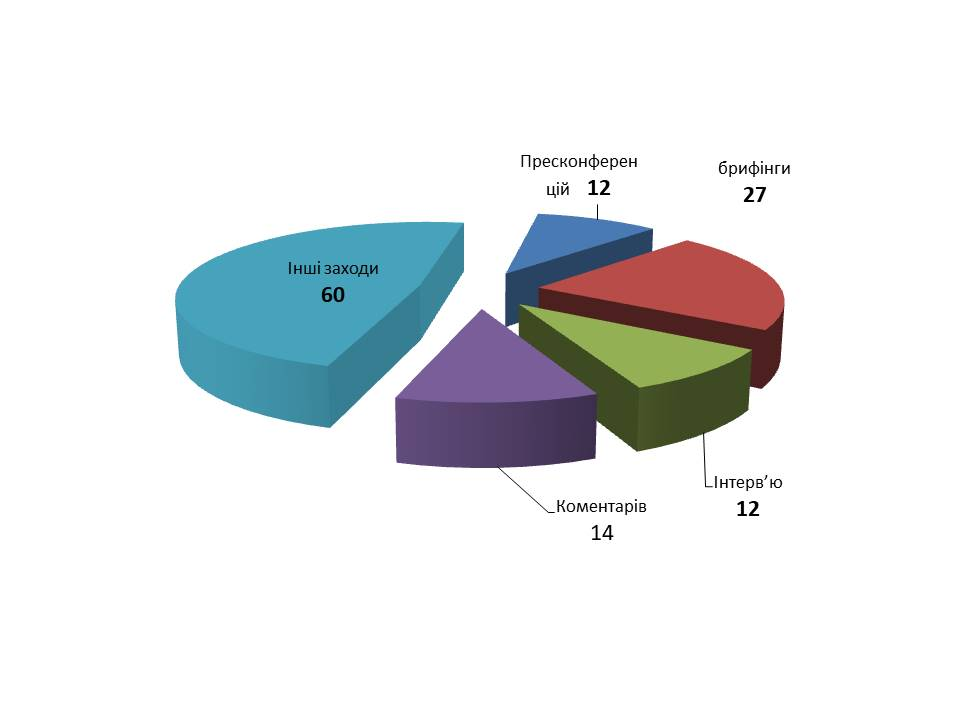 Пресконферен
цій 12
брифінги
27
Інші заходи
60
Інтерв’ю
12
Коментарів
14